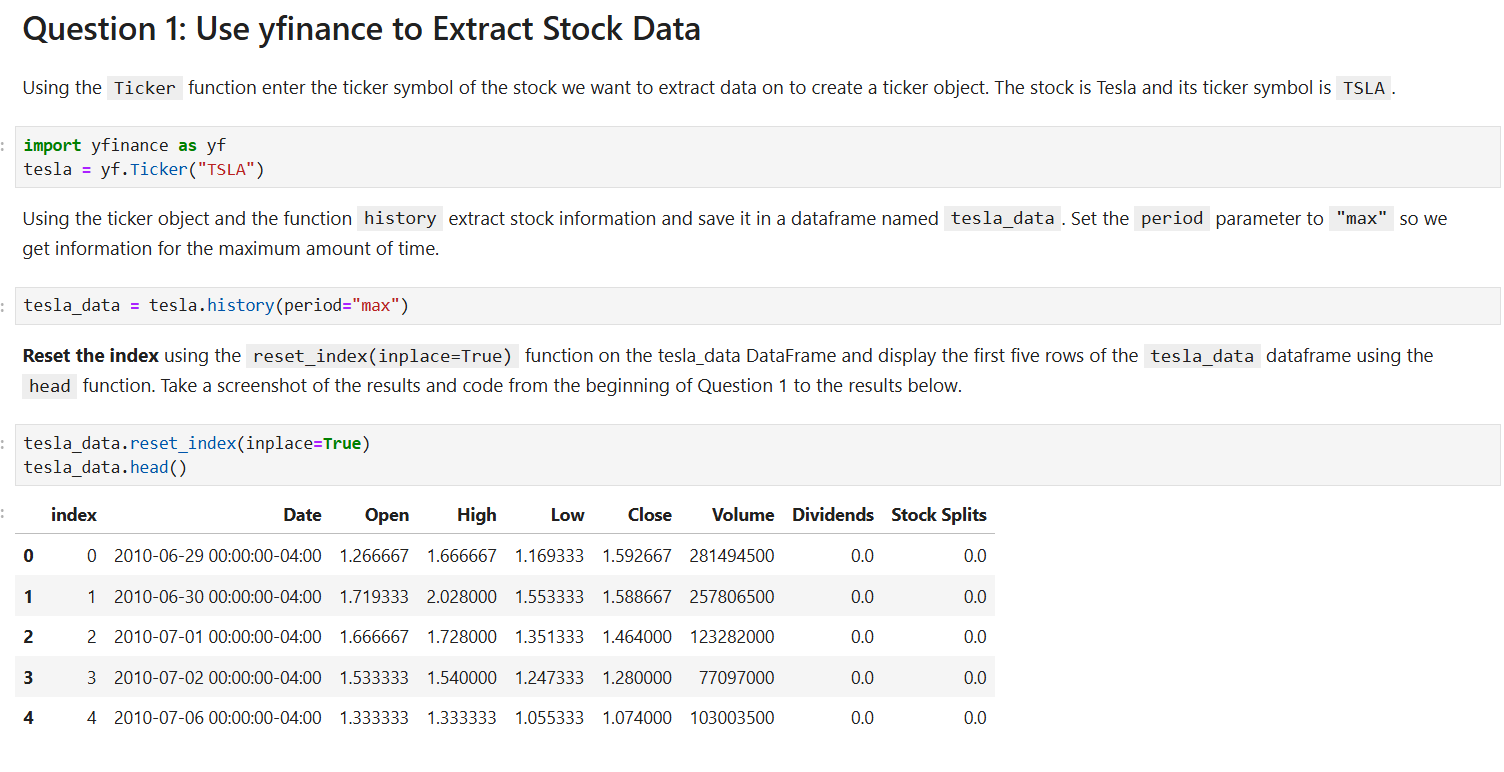 Question 1: Use yfinance to Extract Stock Data
Using the Ticker function enter the ticker symbol of the stock we want to extract data on to create a ticker object. The stock is Tesla and its ticker symbol is TSLA.
: import yfinance as yf
tesla = yf.Ticker("TSLA")
Using the ticker object and the function history extract stock information and save it in a dataframe named tesla_data. Set the period parameter to "max" so we
get information for the maximum amount of time.
: tesla_data = tesla.history(period="max")
Reset the index using the reset_index(inplace=True) function on the tesla_data DataFrame and display the first five rows of the tesla_data dataframe using the
head function. Take a screenshot of the results and code from the beginning of Question 1 to the results below.
: tesla_data.reset_index(inplace=True)
tesla_data.head()
: index Date Open High Low Close Volume Dividends Stock Splits
0 0 2010-06-29 00:00:00-04:00 1.266667 1.666667 1.169333 1.592667 281494500 0.0 0.0
1 1 2010-06-30 00:00:00-04:00 1.719333 2.028000 1.553333 1.588667 257806500 0.0 0.0
2 2 2010-07-01 00:00:00-04:00 1.666667 1.728000 1.351333 1.464000 123282000 0.0 0.0
3 3 2010-07-02 00:00:00-04:00 1.533333 1.540000 1.247333 1.280000 77097000 0.0 0.0
4 4 2010-07-06 00:00:00-04:00 1.333333 1.333333 1.055333 1.074000 103003500 0.0 0.0